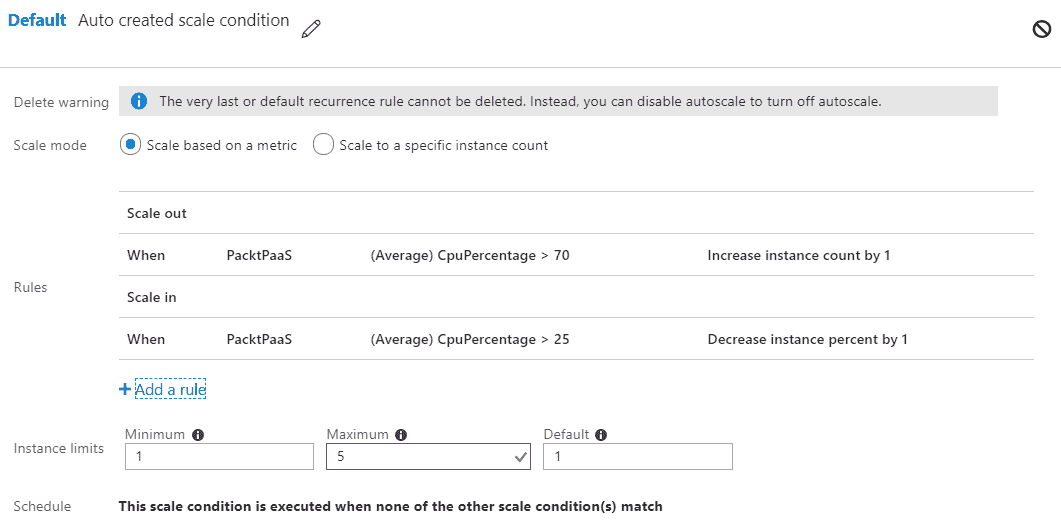 Default Auto created scale condition
Delete warning The very last or default recurrence rule cannot be deleted. Instead, you can disable autoscale to turn off autoscale.
Scale mode Scale based on a metric Scale to a specific instance count
Scale out
When PacktPaaS (Average) CpuPercentage > 70 Increase instance count by 1
Rules
Scale in
When PacktPaaS (Average) CpuPercentage > 25 Decrease instance percent by 1
+ Add a rule
Minimum Maximum Default
Instance limits 1 5 1
Schedule This scale condition is executed when none of the other scale condition(s) match